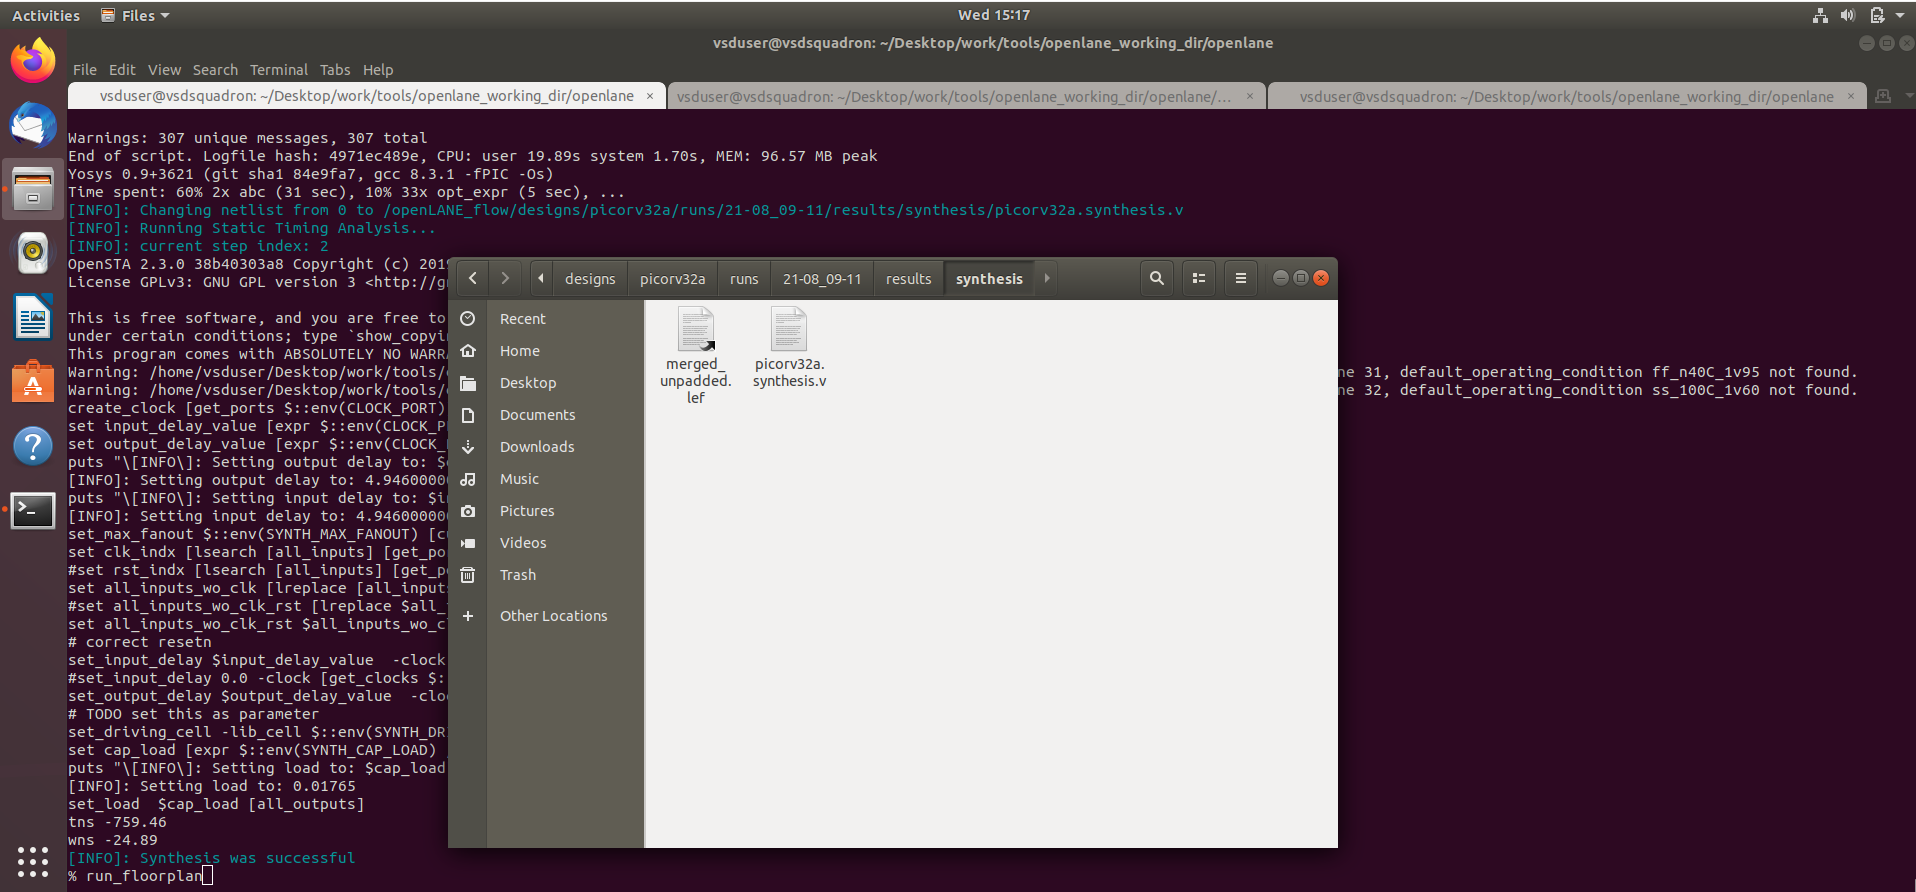 Activities
Files
Wed 15:17
vsduser@vsdsquadron: ~/Desktop/work/tools/openlane_working_dir/openlane
File Edit View Search Terminal Tabs Help
vsduser@vsdsquadron: ~/Desktop/work/tools/openlane_working_dir/openlane ×
vsduser@vsdsquadron: ~/Desktop/work/tools/openlane_working_dir/openlane/... ×
vsduser@vsdsquadron: ~/Desktop/work/tools/openlane_working_dir/openlane ×
Warnings: 307 unique messages, 307 total
End of script. Logfile hash: 4971ec489e, CPU: user 19.89s system 1.70s, MEM: 96.57 MB peak
Yosys 0.9+3621 (git sha1 84e9fa7, gcc 8.3.1 -fPIC -Os)
Time spent: 60% 2x abc (31 sec), 10% 33x opt_expr (5 sec), ...
[INFO]: Changing netlist from 0 to /openLANE_flow/designs/picorv32a/runs/21-08_09-11/results/synthesis/picorv32a.synthesis.v
[INFO]: Running Static Timing Analysis...
[INFO]: current step index: 2
OpenSTA 2.3.0 38b40303a8 Copyright (c) 2019
License GPLv3: GNU GPL version 3 <http://g
This is free software, and you are free to
under certain conditions; type `show_copyi
This program comes with ABSOLUTELY NO WARR
Warning: /home/vsduser/Desktop/work/tools/ ne 31, default_operating_condition ff_n40C_1v95 not found.
Warning: /home/vsduser/Desktop/work/tools/ ne 32, default_operating_condition ss_100C_1v60 not found.
create_clock [get_ports $::env(CLOCK_PORT)
set input_delay_value [expr $::env(CLOCK_P
set output_delay_value [expr $::env(CLOCK_
puts "\[INFO\]: Setting output delay to: $
[INFO]: Setting output delay to: 4.9460000
puts "\[INFO\]: Setting input delay to: $i
[INFO]: Setting input delay to: 4.94600000
set_max_fanout $::env(SYNTH_MAX_FANOUT) [c
set clk_indx [lsearch [all_inputs] [get_po
#set rst_indx [lsearch [all_inputs] [get_p
set all_inputs_wo_clk [lreplace [all_input
#set all_inputs_wo_clk_rst [lreplace $all_
set all_inputs_wo_clk_rst $all_inputs_wo_c
# correct resetn
set_input_delay $input_delay_value -clock
#set_input_delay 0.0 -clock [get_clocks $:
set_output_delay $output_delay_value -clo
# TODO set this as parameter
set_driving_cell -lib_cell $::env(SYNTH_DR
set cap_load [expr $::env(SYNTH_CAP_LOAD)
puts "\[INFO\]: Setting load to: $cap_load
[INFO]: Setting load to: 0.01765
set_load $cap_load [all_outputs]
tns -759.46
wns -24.89
[INFO]: Synthesis was successful
% run_floorplan
designs picorv32a runs 21-08_09-11 results synthesis
Recent
Home
Desktop
Documents
Downloads
Music
Pictures
Videos
Trash
+ Other Locations
merged_
unpadded.
lef
picorv32a.
synthesis.v